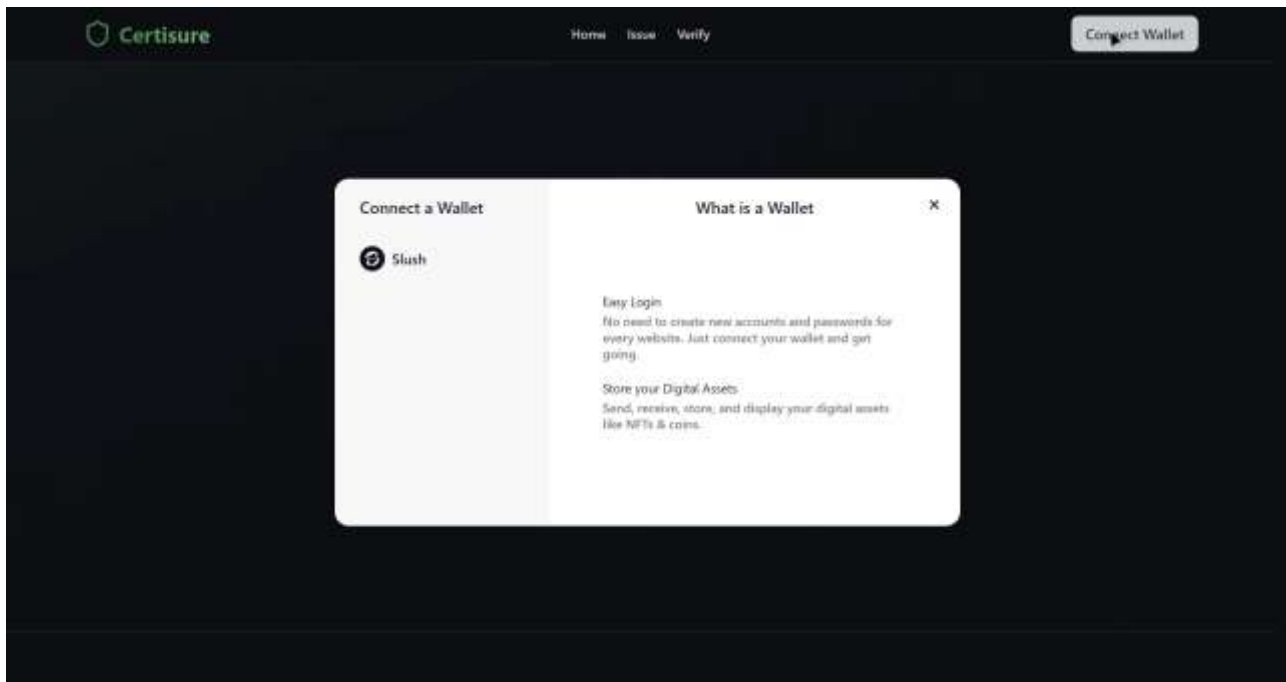 Certisure
Home Issue Verify
Connect Wallet
Connect a Wallet
Slush
What is a Wallet
×
Easy Login
No need to create new accounts and passwords for
every website. Just connect your wallet and get
going.
Store your Digital Assets
Send, receive, store, and display your digital assets
like NFTs & coins.